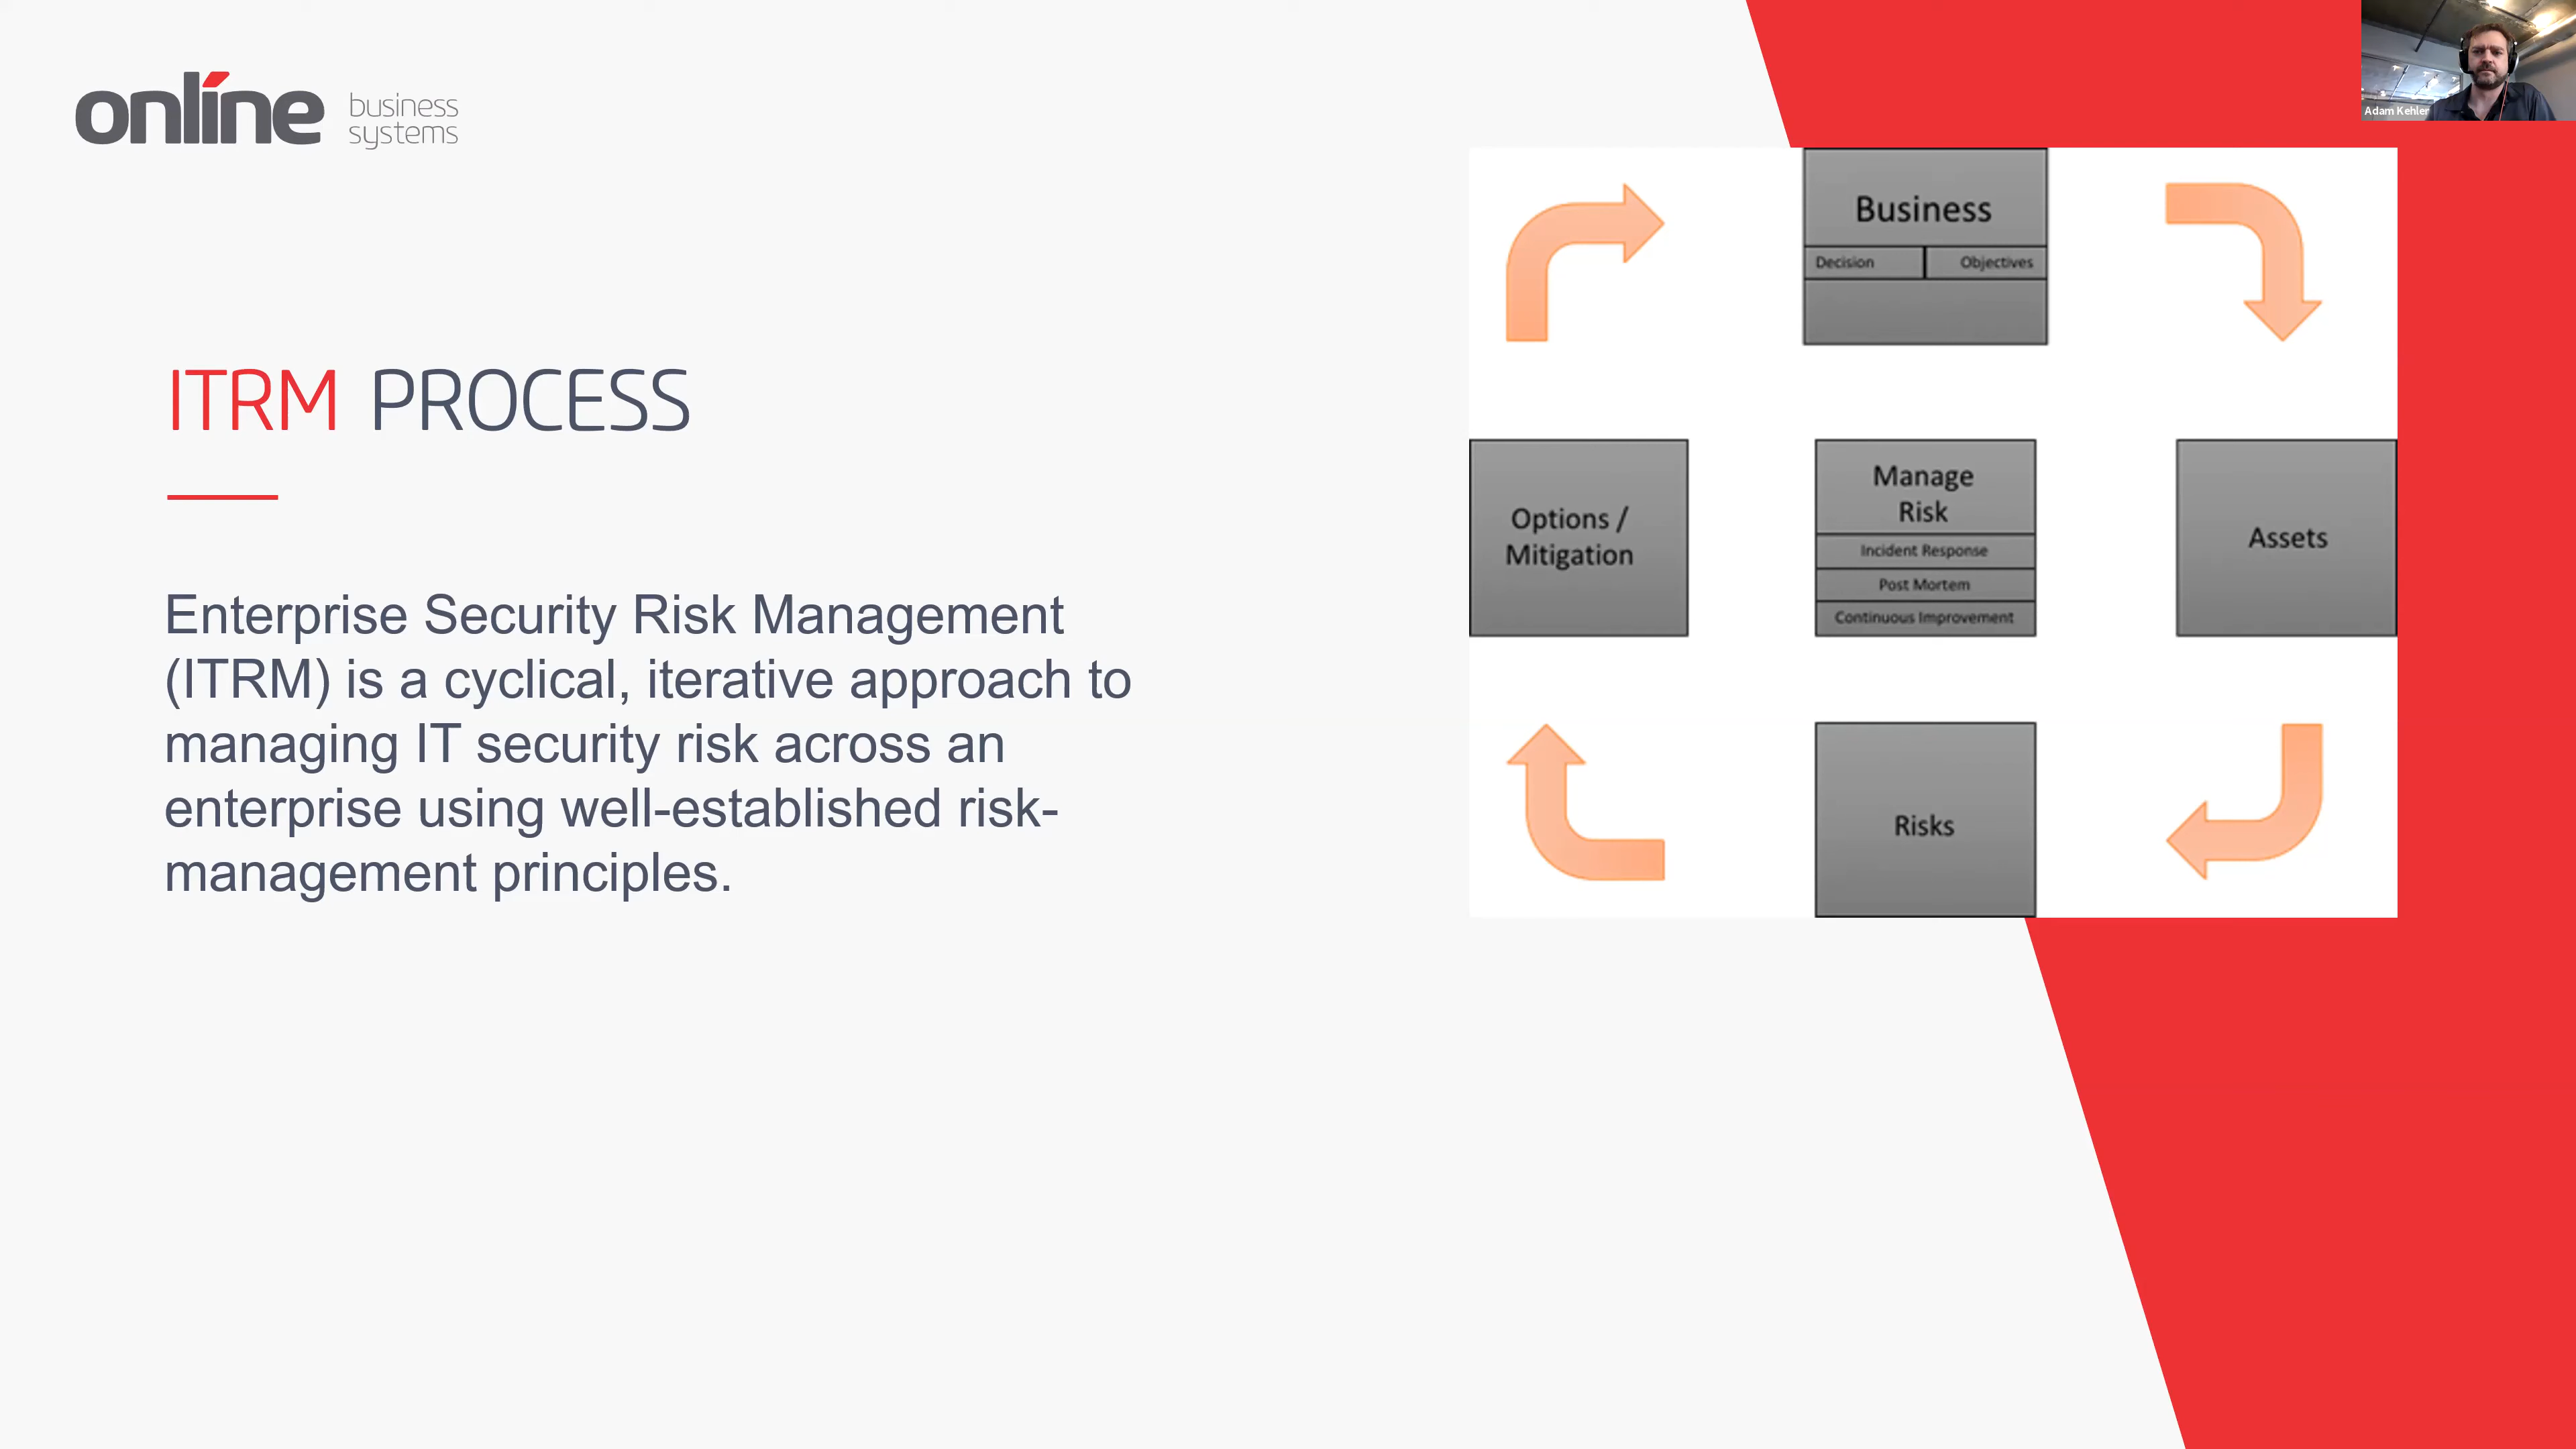 online
business
systems
Adam Kehler
ITRM PROCESS
Enterprise Security Risk Management
(ITRM) is a cyclical, iterative approach to
managing IT security risk across an
enterprise using well-established risk-
management principles.
Business
Decision
Objectives
Options /
Mitigation
Manage
Risk
Incident Response
Post Mortem
Continuous Improvement
Assets
Risks